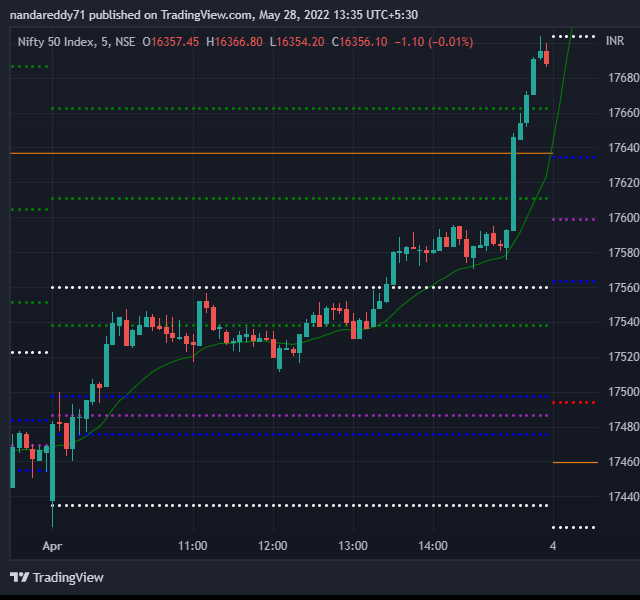 nandareddy71 published on TradingView.com, May 28, 2022 13:35 UTC+5:30
Nifty 50 Index, 5, NSE O16357.45 H16366.80 L16354.20 C16356.10 −1.10 (−0.01%)
INR
17680
17660
17640
17620
17600
17580
17560
17540
17520
17500
17480
17460
17440
Apr 11:00 12:00 13:00 14:00 4
TradingView